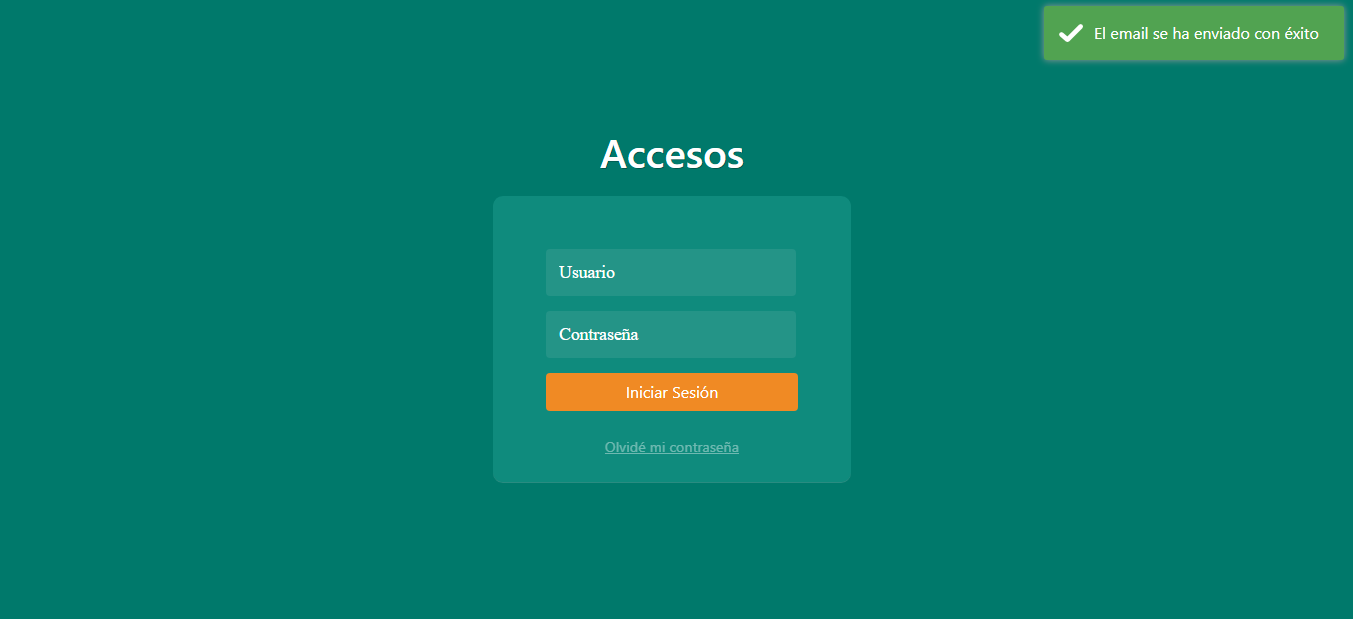 El email se ha enviado con éxito
Accesos
Usuario
Contraseña
Iniciar Sesión
Olvidé mi contraseña